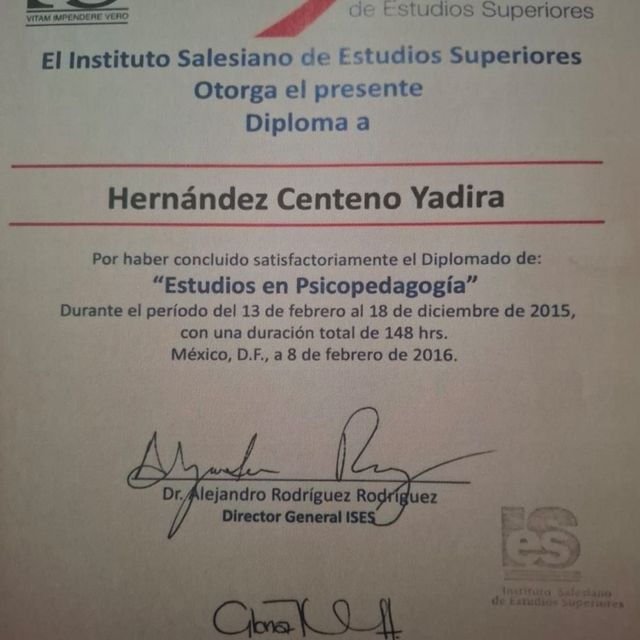 VITAM IMPENDERE VERO
de Estudios Superiores
El Instituto Salesiano de Estudios Superiores
Otorga el presente
Diploma a
Hernández Centeno Yadira
Por haber concluido satisfactoriamente el Diplomado de:
“Estudios en Psicopedagogía”
Durante el período del 13 de febrero al 18 de diciembre de 2015,
con una duración total de 148 hrs.
México, D.F., a 8 de febrero de 2016.
Dr. Alejandro Rodríguez Rodríguez
Director General ISES
ies
Instituto Salesiano
de Estudios Superiores